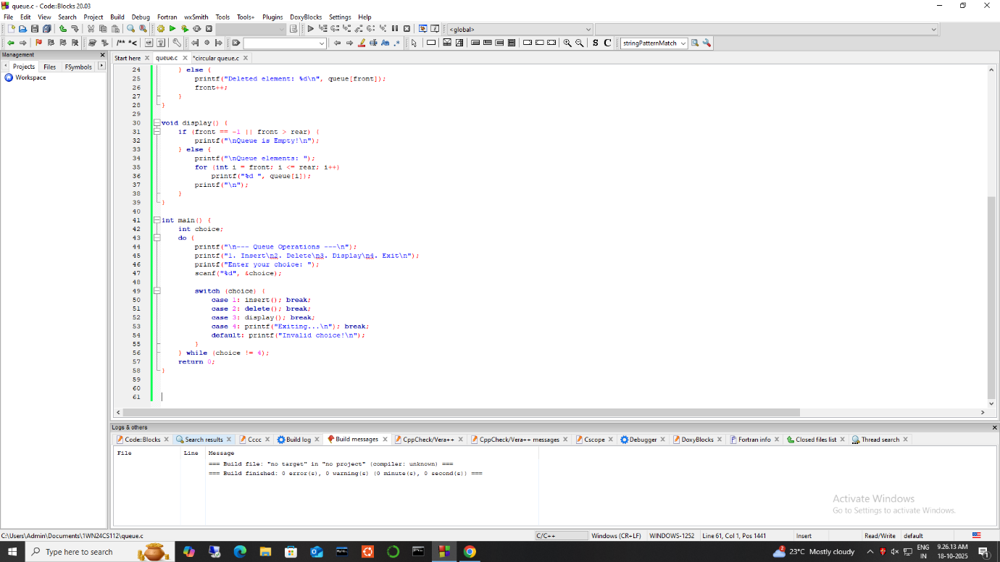 queue.c - Code::Blocks 20.03
File Edit View Search Project Build Debug Fortran wxSmith Tools Tools+ Plugins DoxyBlocks Settings Help
<global>
/** *<
.*
S C
stringPatternMatch
Management
Projects Files FSymbols
Workspace
Start here queue.c *circular queue.c
24 } else {
25 printf("Deleted element: %d\n", queue[front]);
26 front++;
27 }
28 }
29
30 void display() {
31 if (front == -1 || front > rear) {
32 printf("\nQueue is Empty!\n");
33 } else {
34 printf("\nQueue elements: ");
35 for (int i = front; i <= rear; i++)
36 printf("%d ", queue[i]);
37 printf("\n");
38 }
39 }
40
41 int main() {
42 int choice;
43 do {
44 printf("\n--- Queue Operations ---\n");
45 printf("1. Insert\n2. Delete\n3. Display\n4. Exit\n");
46 printf("Enter your choice: ");
47 scanf("%d", &choice);
48
49 switch (choice) {
50 case 1: insert(); break;
51 case 2: delete(); break;
52 case 3: display(); break;
53 case 4: printf("Exiting...\n"); break;
54 default: printf("Invalid choice!\n");
55 }
56 } while (choice != 4);
57 return 0;
58 }
59
60
61
Logs & others
Code::Blocks Search results Cccc Build log Build messages CppCheck/Vera++ CppCheck/Vera++ messages Cscope Debugger DoxyBlocks Fortran info Closed files list Thread search
File Line Message
=== Build file: "no target" in "no project" (compiler: unknown) ===
=== Build finished: 0 error(s), 0 warning(s) (0 minute(s), 0 second(s)) ===
Activate Windows
Go to Settings to activate Windows.
C:\Users\Admin\Documents\1WN24CS112\queue.c C/C++ Windows (CR+LF) WINDOWS-1252 Line 61, Col 1, Pos 1441 Insert Read/Write default
Type here to search 23°C Mostly cloudy ENG 9.26.13 AM
IN 18-10-2025 1